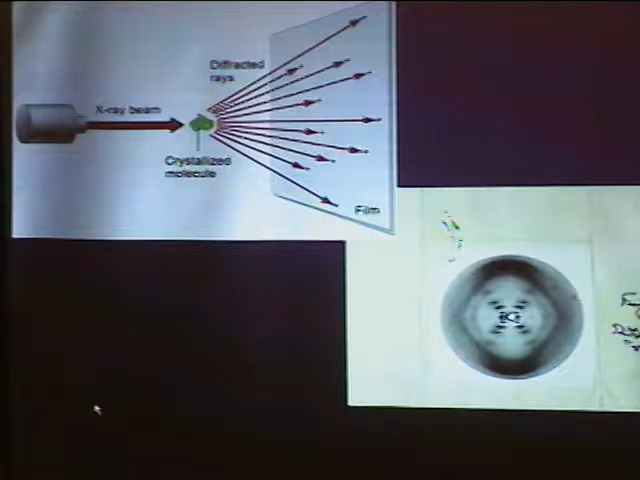 Diffracted
rays
X-ray beam
Crystallized
molecule
Film